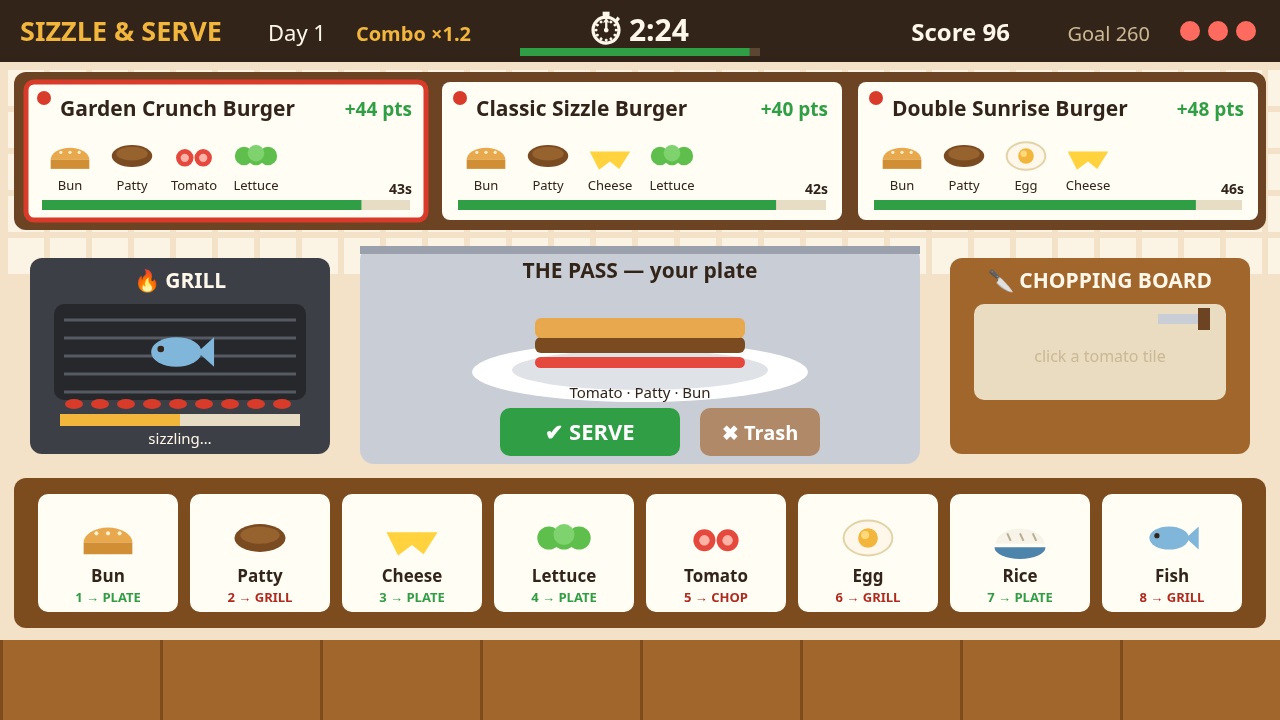 SIZZLE & SERVE
Day 1
Combo ×1.2
⏱ 2:24
Score 96
Goal 260
Garden Crunch Burger
+44 pts
Bun
Patty
Tomato
Lettuce
43s
Classic Sizzle Burger
+40 pts
Bun
Patty
Cheese
Lettuce
42s
Double Sunrise Burger
+48 pts
Bun
Patty
Egg
Cheese
46s
🔥 GRILL
sizzling...
THE PASS — your plate
Tomato · Patty · Bun
✔ SERVE
✖ Trash
🔪 CHOPPING BOARD
click a tomato tile
Bun
1 → PLATE
Patty
2 → GRILL
Cheese
3 → PLATE
Lettuce
4 → PLATE
Tomato
5 → CHOP
Egg
6 → GRILL
Rice
7 → PLATE
Fish
8 → GRILL